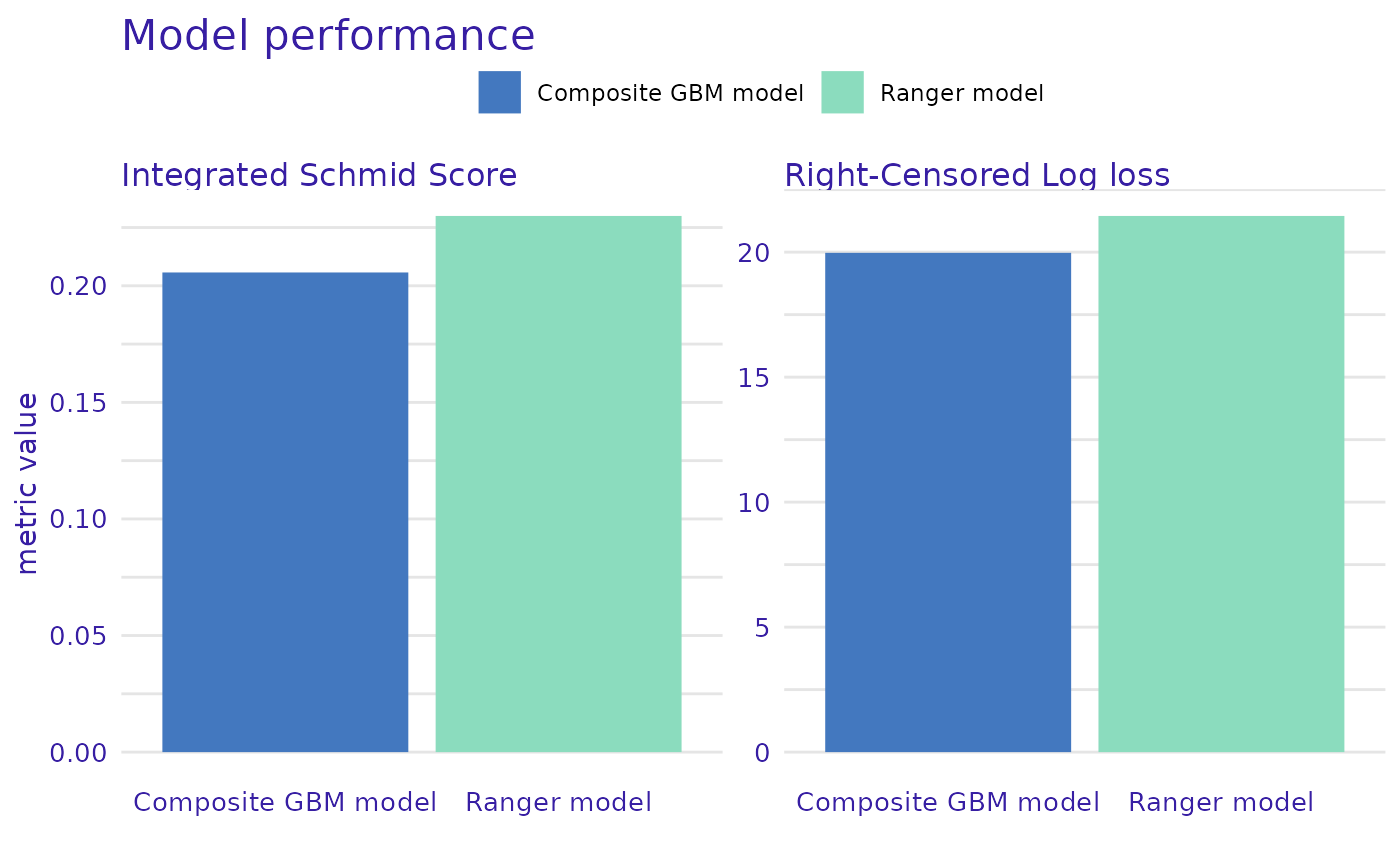 Model performance
Composite GBM model Ranger model
Integrated Schmid Score
Right-Censored Log loss
metric value
0.20
0.15
0.10
0.05
0.00
20
15
10
5
0
Composite GBM model Ranger model
Composite GBM model Ranger model